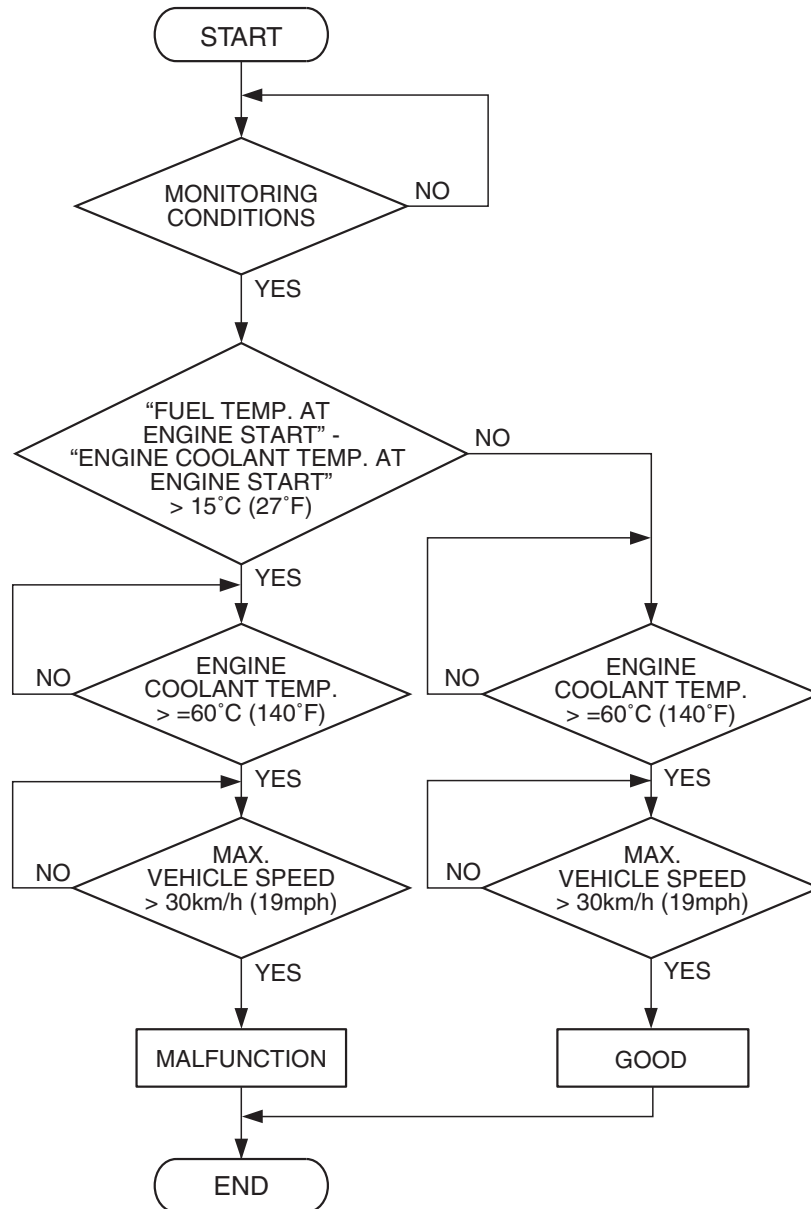 START
MONITORING
CONDITIONS
NO
YES
“FUEL TEMP. AT
ENGINE START” -
“ENGINE COOLANT TEMP. AT
ENGINE START”
> 15˚C (27˚F)
NO
YES
NO
ENGINE
COOLANT TEMP.
> =60˚C (140˚F)
YES
NO
ENGINE
COOLANT TEMP.
> =60˚C (140˚F)
YES
NO
MAX.
VEHICLE SPEED
> 30km/h (19mph)
YES
NO
MAX.
VEHICLE SPEED
> 30km/h (19mph)
YES
MALFUNCTION
GOOD
END